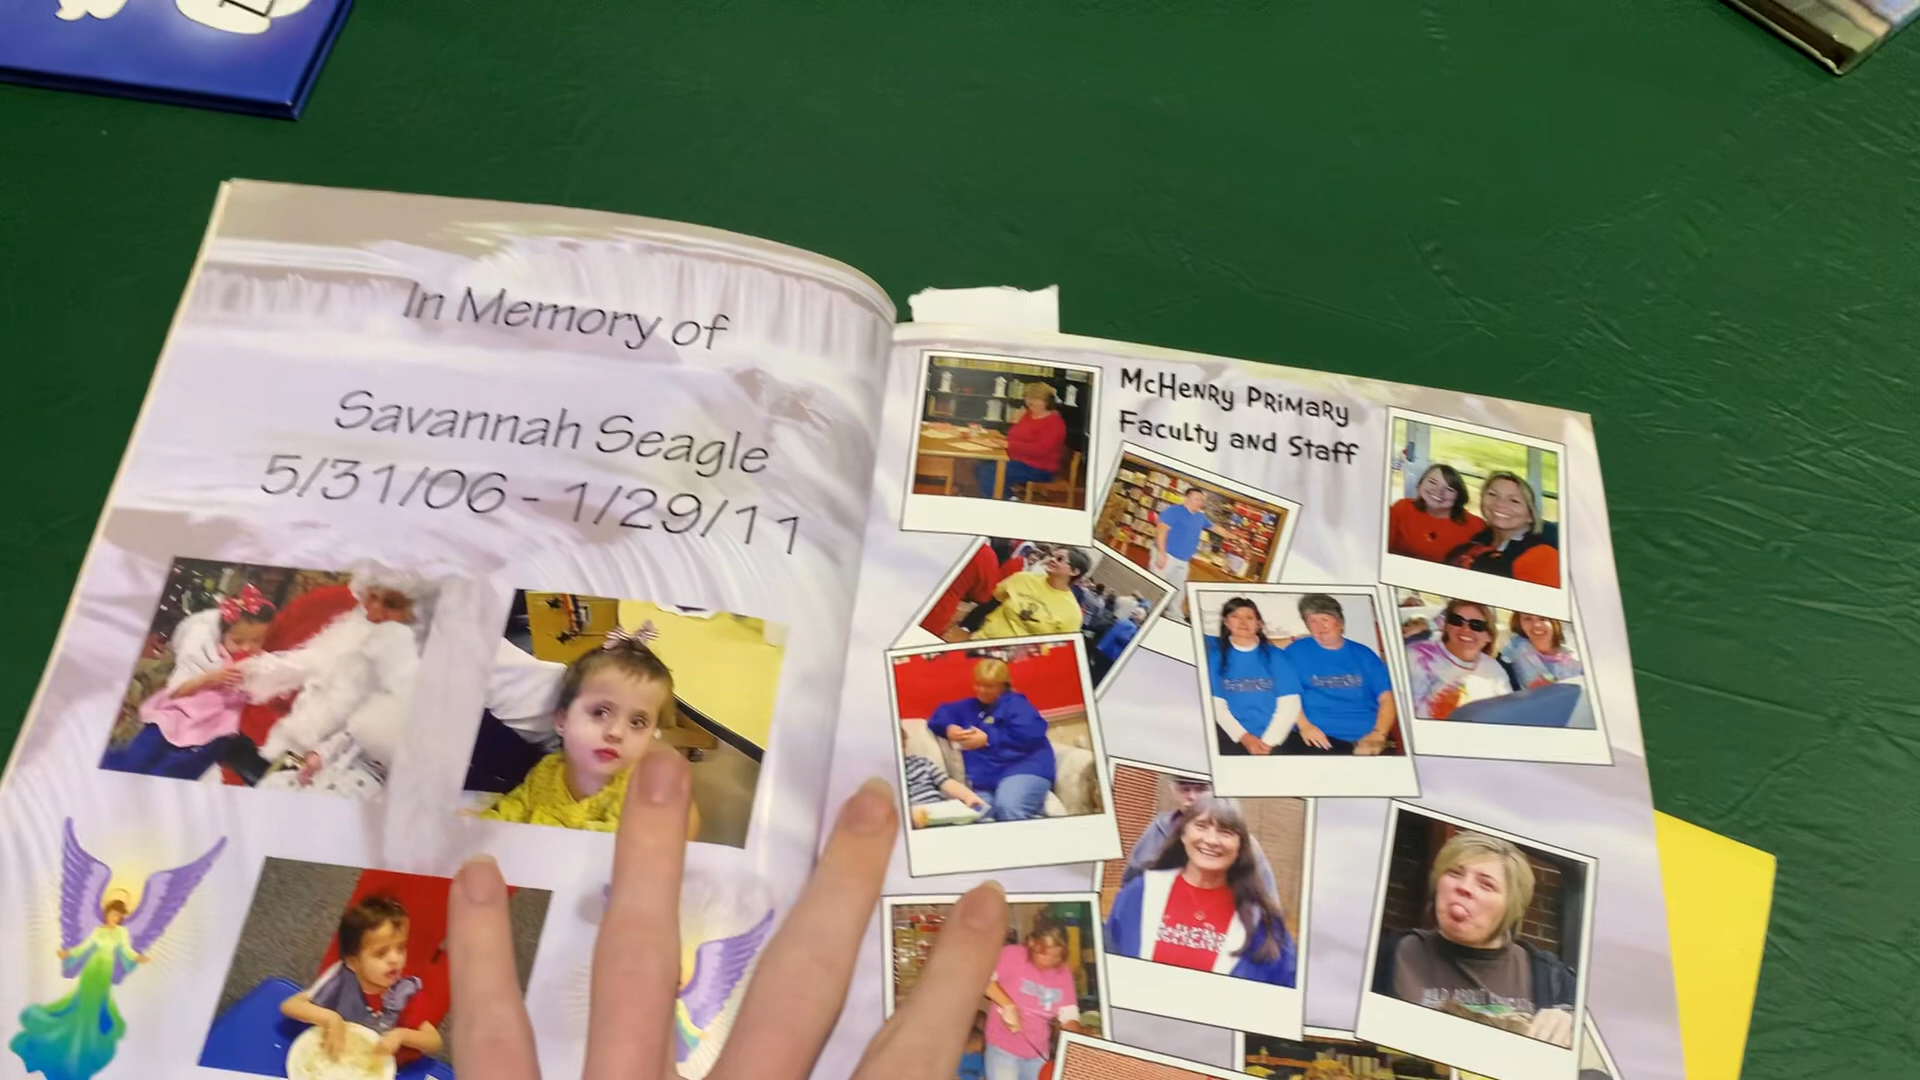 In Memory of
Savannah Seagle
5/31/06 - 1/29/11
McHenry Primary
Faculty and Staff